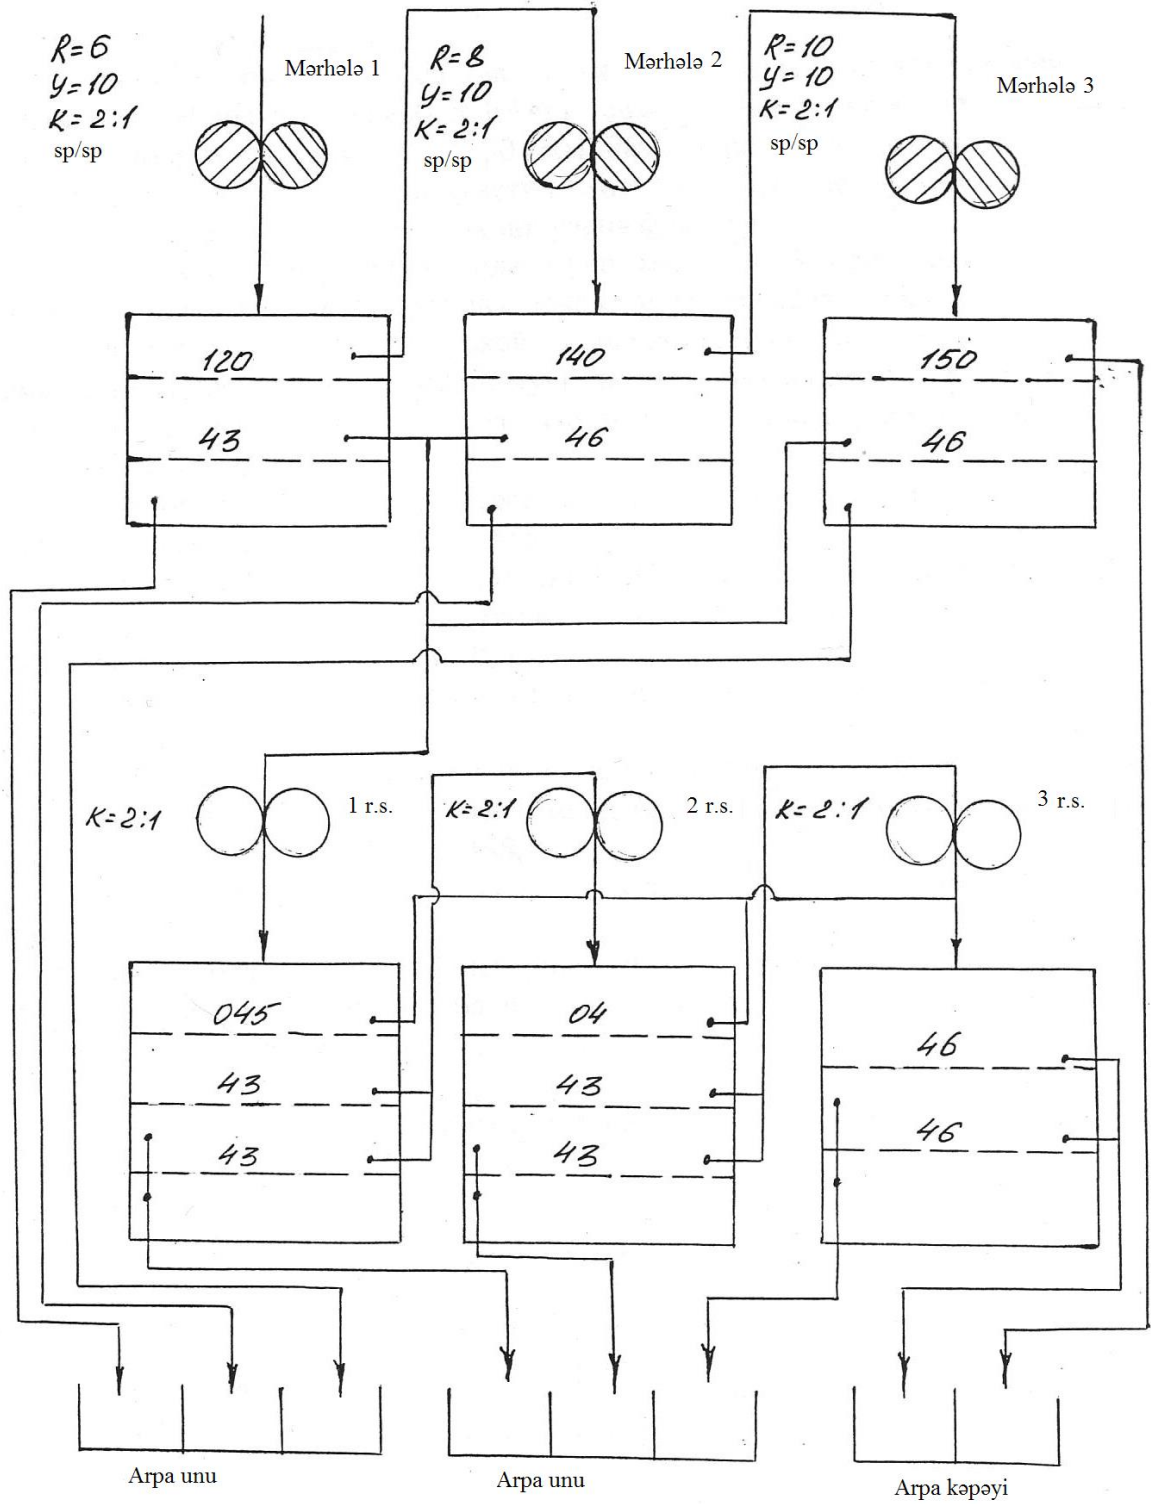 R=6
y=10
K=2:1
sp/sp
Mərhələ 1
R=8
y=10
K=2:1
sp/sp
Mərhələ 2
R=10
y=10
K=2:1
sp/sp
Mərhələ 3
120
43
140
46
150
46
K=2:1
1 r.s.
K=2:1
2 r.s.
K=2:1
3 r.s.
045
43
43
04
43
43
46
46
Arpa unu
Arpa unu
Arpa kəpəyi